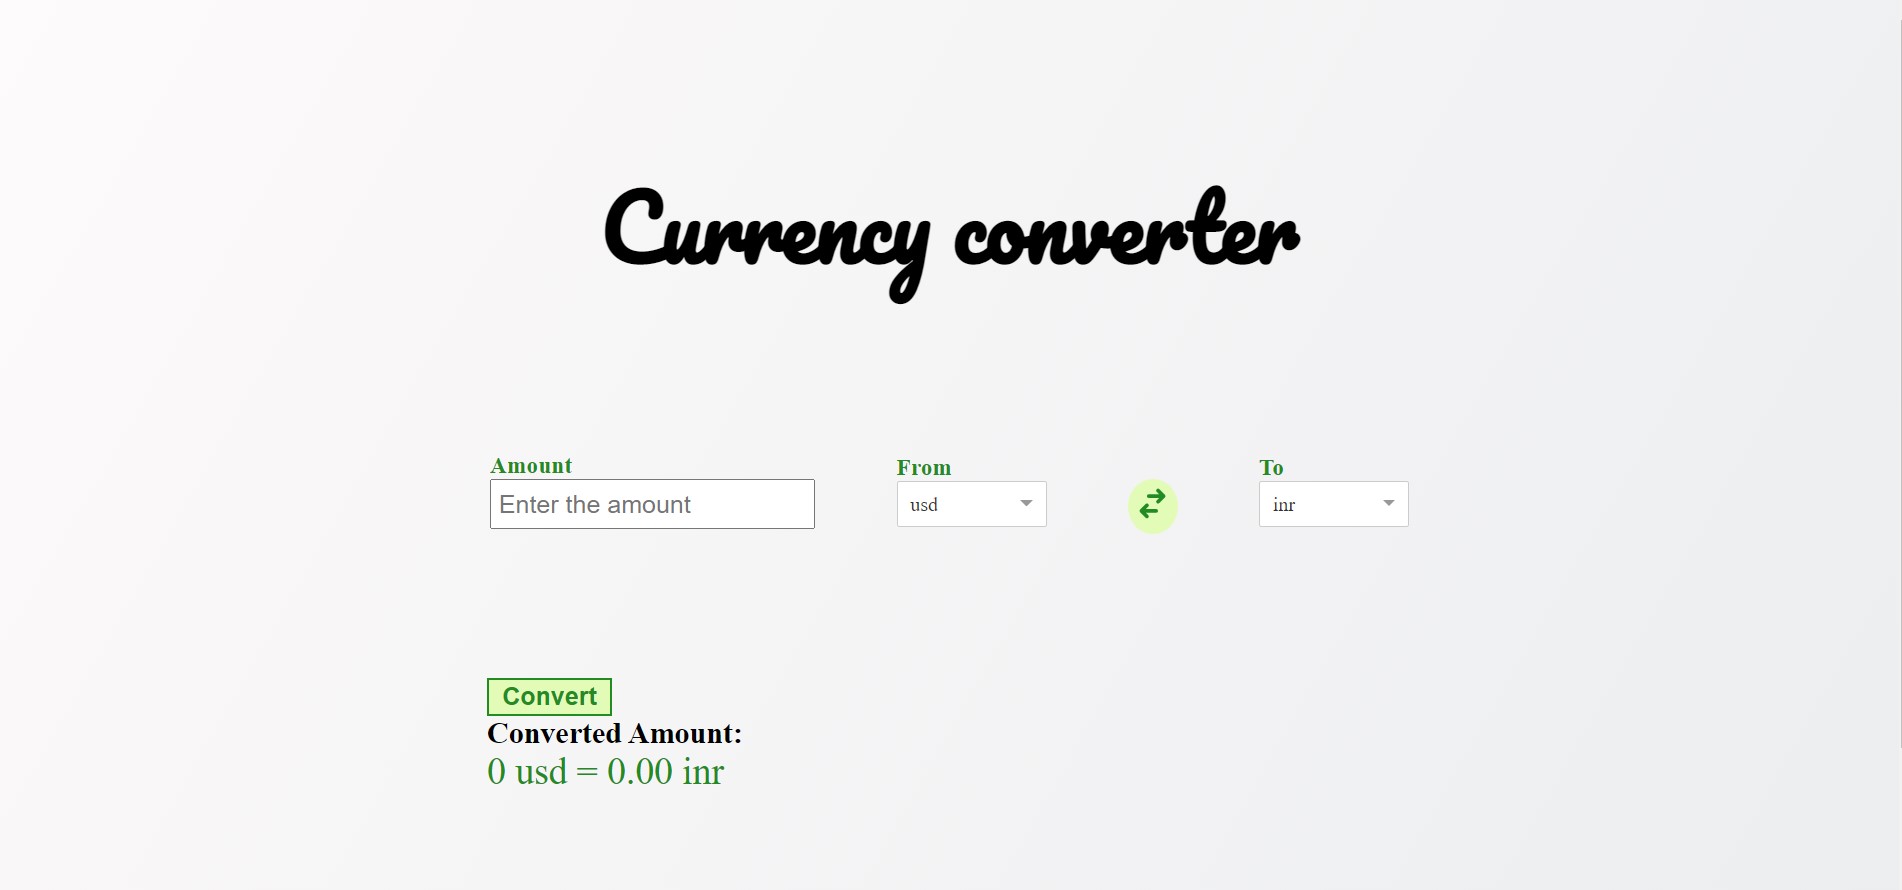 Currency converter
Amount
From
To
Enter the amount
usd
inr
Convert
Converted Amount:
0 usd = 0.00 inr